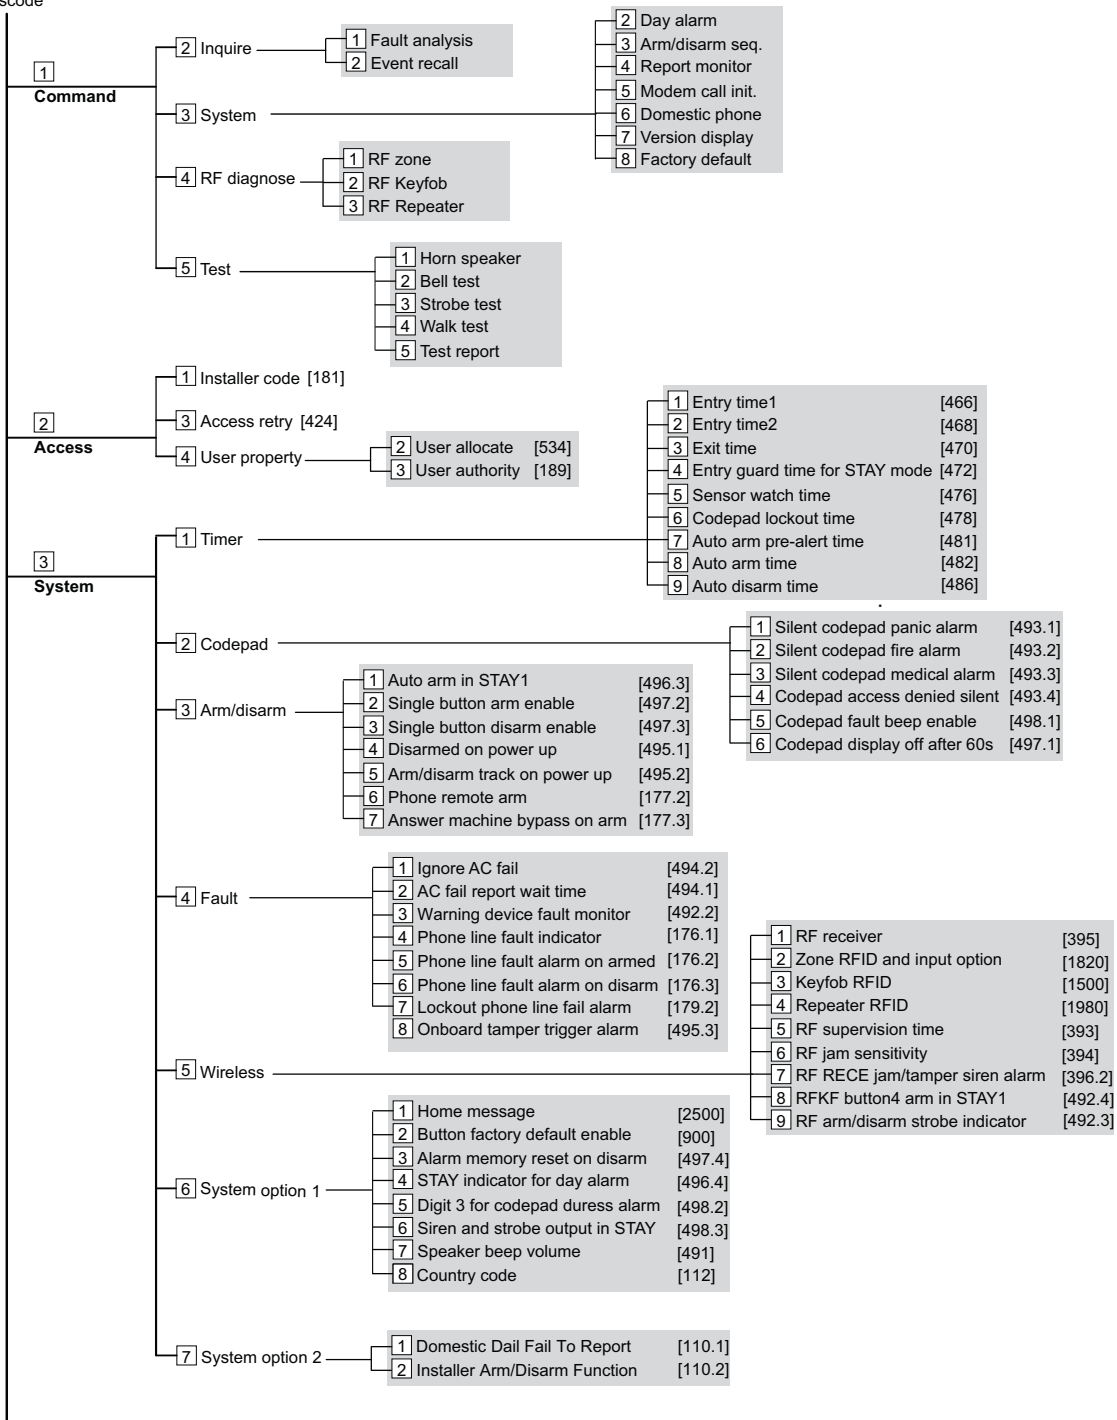 scode
1
Command
2 Inquire
1 Fault analysis
2 Event recall
3 System
2 Day alarm
3 Arm/disarm seq.
4 Report monitor
5 Modem call init.
6 Domestic phone
7 Version display
8 Factory default
4 RF diagnose
1 RF zone
2 RF Keyfob
3 RF Repeater
5 Test
1 Horn speaker
2 Bell test
3 Strobe test
4 Walk test
5 Test report
2
Access
1 Installer code [181]
3 Access retry [424]
4 User property
2 User allocate [534]
3 User authority [189]
3
System
1 Timer
1 Entry time1 [466]
2 Entry time2 [468]
3 Exit time [470]
4 Entry guard time for STAY mode [472]
5 Sensor watch time [476]
6 Codepad lockout time [478]
7 Auto arm pre-alert time [481]
8 Auto arm time [482]
9 Auto disarm time [486]
2 Codepad
1 Silent codepad panic alarm [493.1]
2 Silent codepad fire alarm [493.2]
3 Silent codepad medical alarm [493.3]
4 Codepad access denied silent [493.4]
5 Codepad fault beep enable [498.1]
6 Codepad display off after 60s [497.1]
3 Arm/disarm
1 Auto arm in STAY1 [496.3]
2 Single button arm enable [497.2]
3 Single button disarm enable [497.3]
4 Disarmed on power up [495.1]
5 Arm/disarm track on power up [495.2]
6 Phone remote arm [177.2]
7 Answer machine bypass on arm [177.3]
4 Fault
1 Ignore AC fail [494.2]
2 AC fail report wait time [494.1]
3 Warning device fault monitor [492.2]
4 Phone line fault indicator [176.1]
5 Phone line fault alarm on armed [176.2]
6 Phone line fault alarm on disarm [176.3]
7 Lockout phone line fail alarm [179.2]
8 Onboard tamper trigger alarm [495.3]
5 Wireless
1 RF receiver [395]
2 Zone RFID and input option [1820]
3 Keyfob RFID [1500]
4 Repeater RFID [1980]
5 RF supervision time [393]
6 RF jam sensitivity [394]
7 RF RECE jam/tamper siren alarm [396.2]
8 RFKF button4 arm in STAY1 [492.4]
9 RF arm/disarm strobe indicator [492.3]
6 System option 1
1 Home message [2500]
2 Button factory default enable [900]
3 Alarm memory reset on disarm [497.4]
4 STAY indicator for day alarm [496.4]
5 Digit 3 for codepad duress alarm [498.2]
6 Siren and strobe output in STAY [498.3]
7 Speaker beep volume [491]
8 Country code [112]
7 System option 2
1 Domestic Dail Fail To Report [110.1]
2 Installer Arm/Disarm Function [110.2]